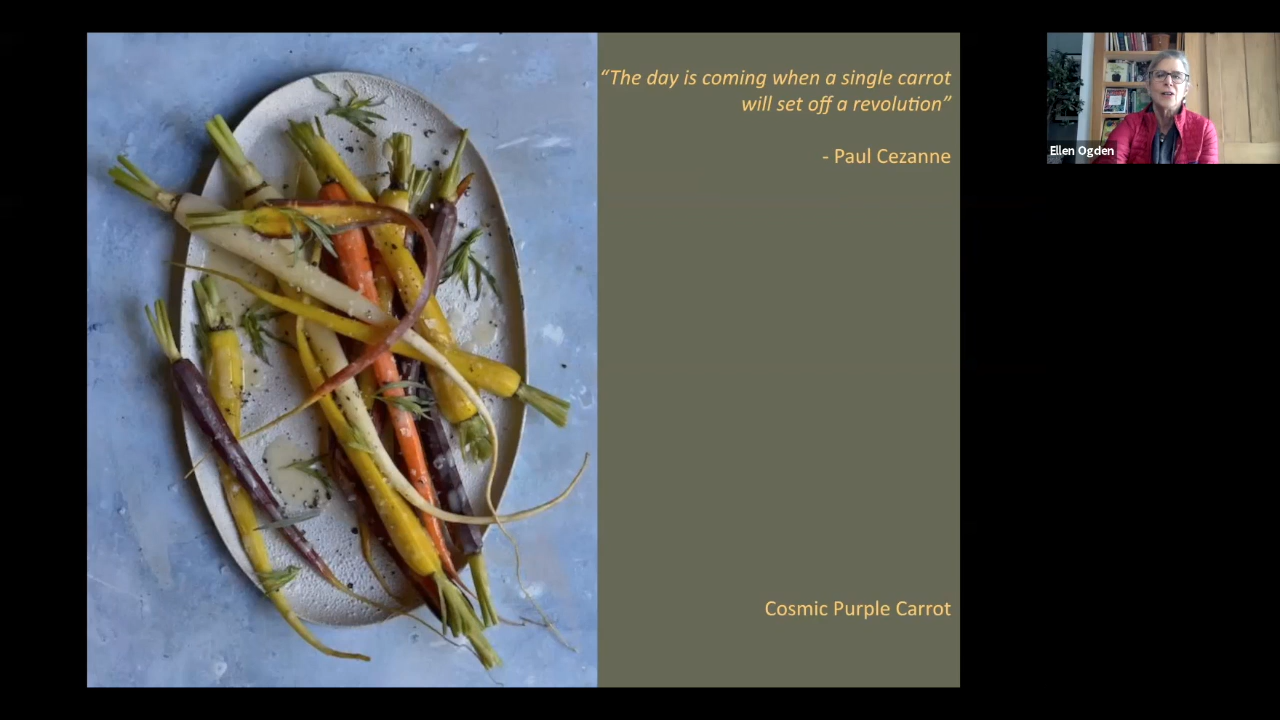 “The day is coming when a single carrot
will set off a revolution”
- Paul Cezanne
Cosmic Purple Carrot
Ellen Ogden